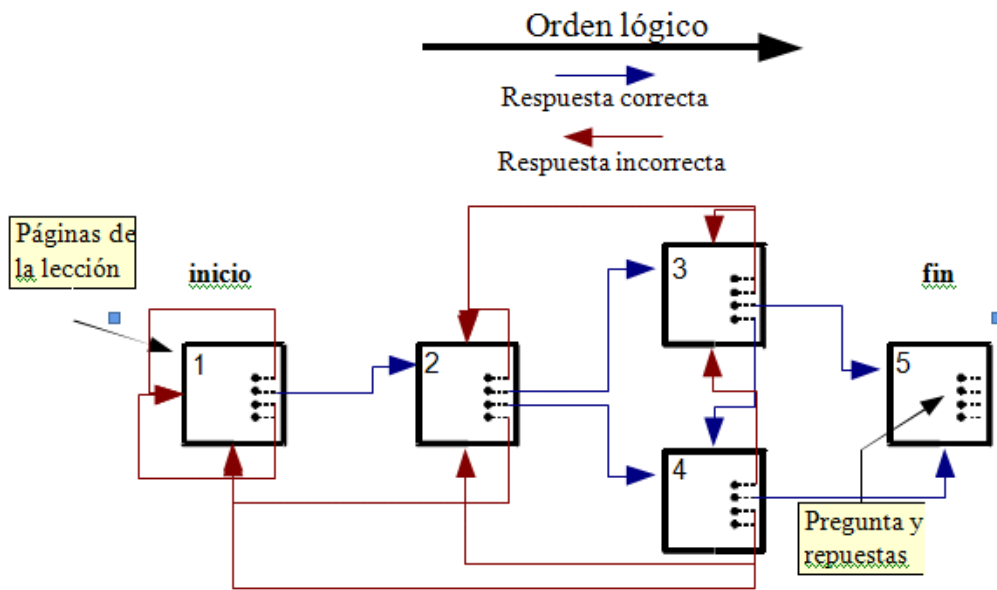 Orden lógico
Respuesta correcta
Respuesta incorrecta
Páginas de
la lección
inicio
fin
1
2
3
4
5
Pregunta y
repuestas